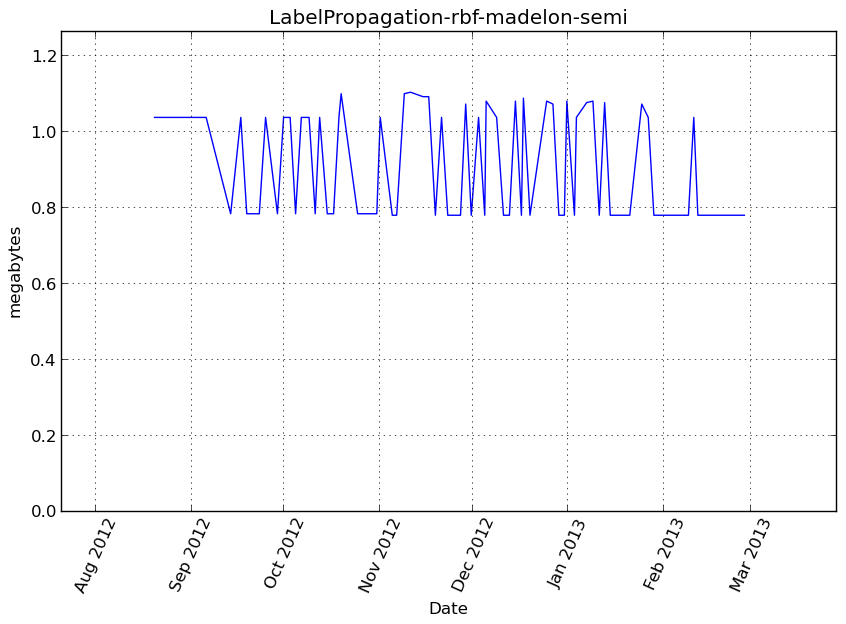 LabelPropagation-rbf-madelon-semi
1.2
1.0
0.8
0.6
0.4
0.2
0.0
megabytes
Aug 2012
Sep 2012
Oct 2012
Nov 2012
Dec 2012
Jan 2013
Feb 2013
Mar 2013
Date